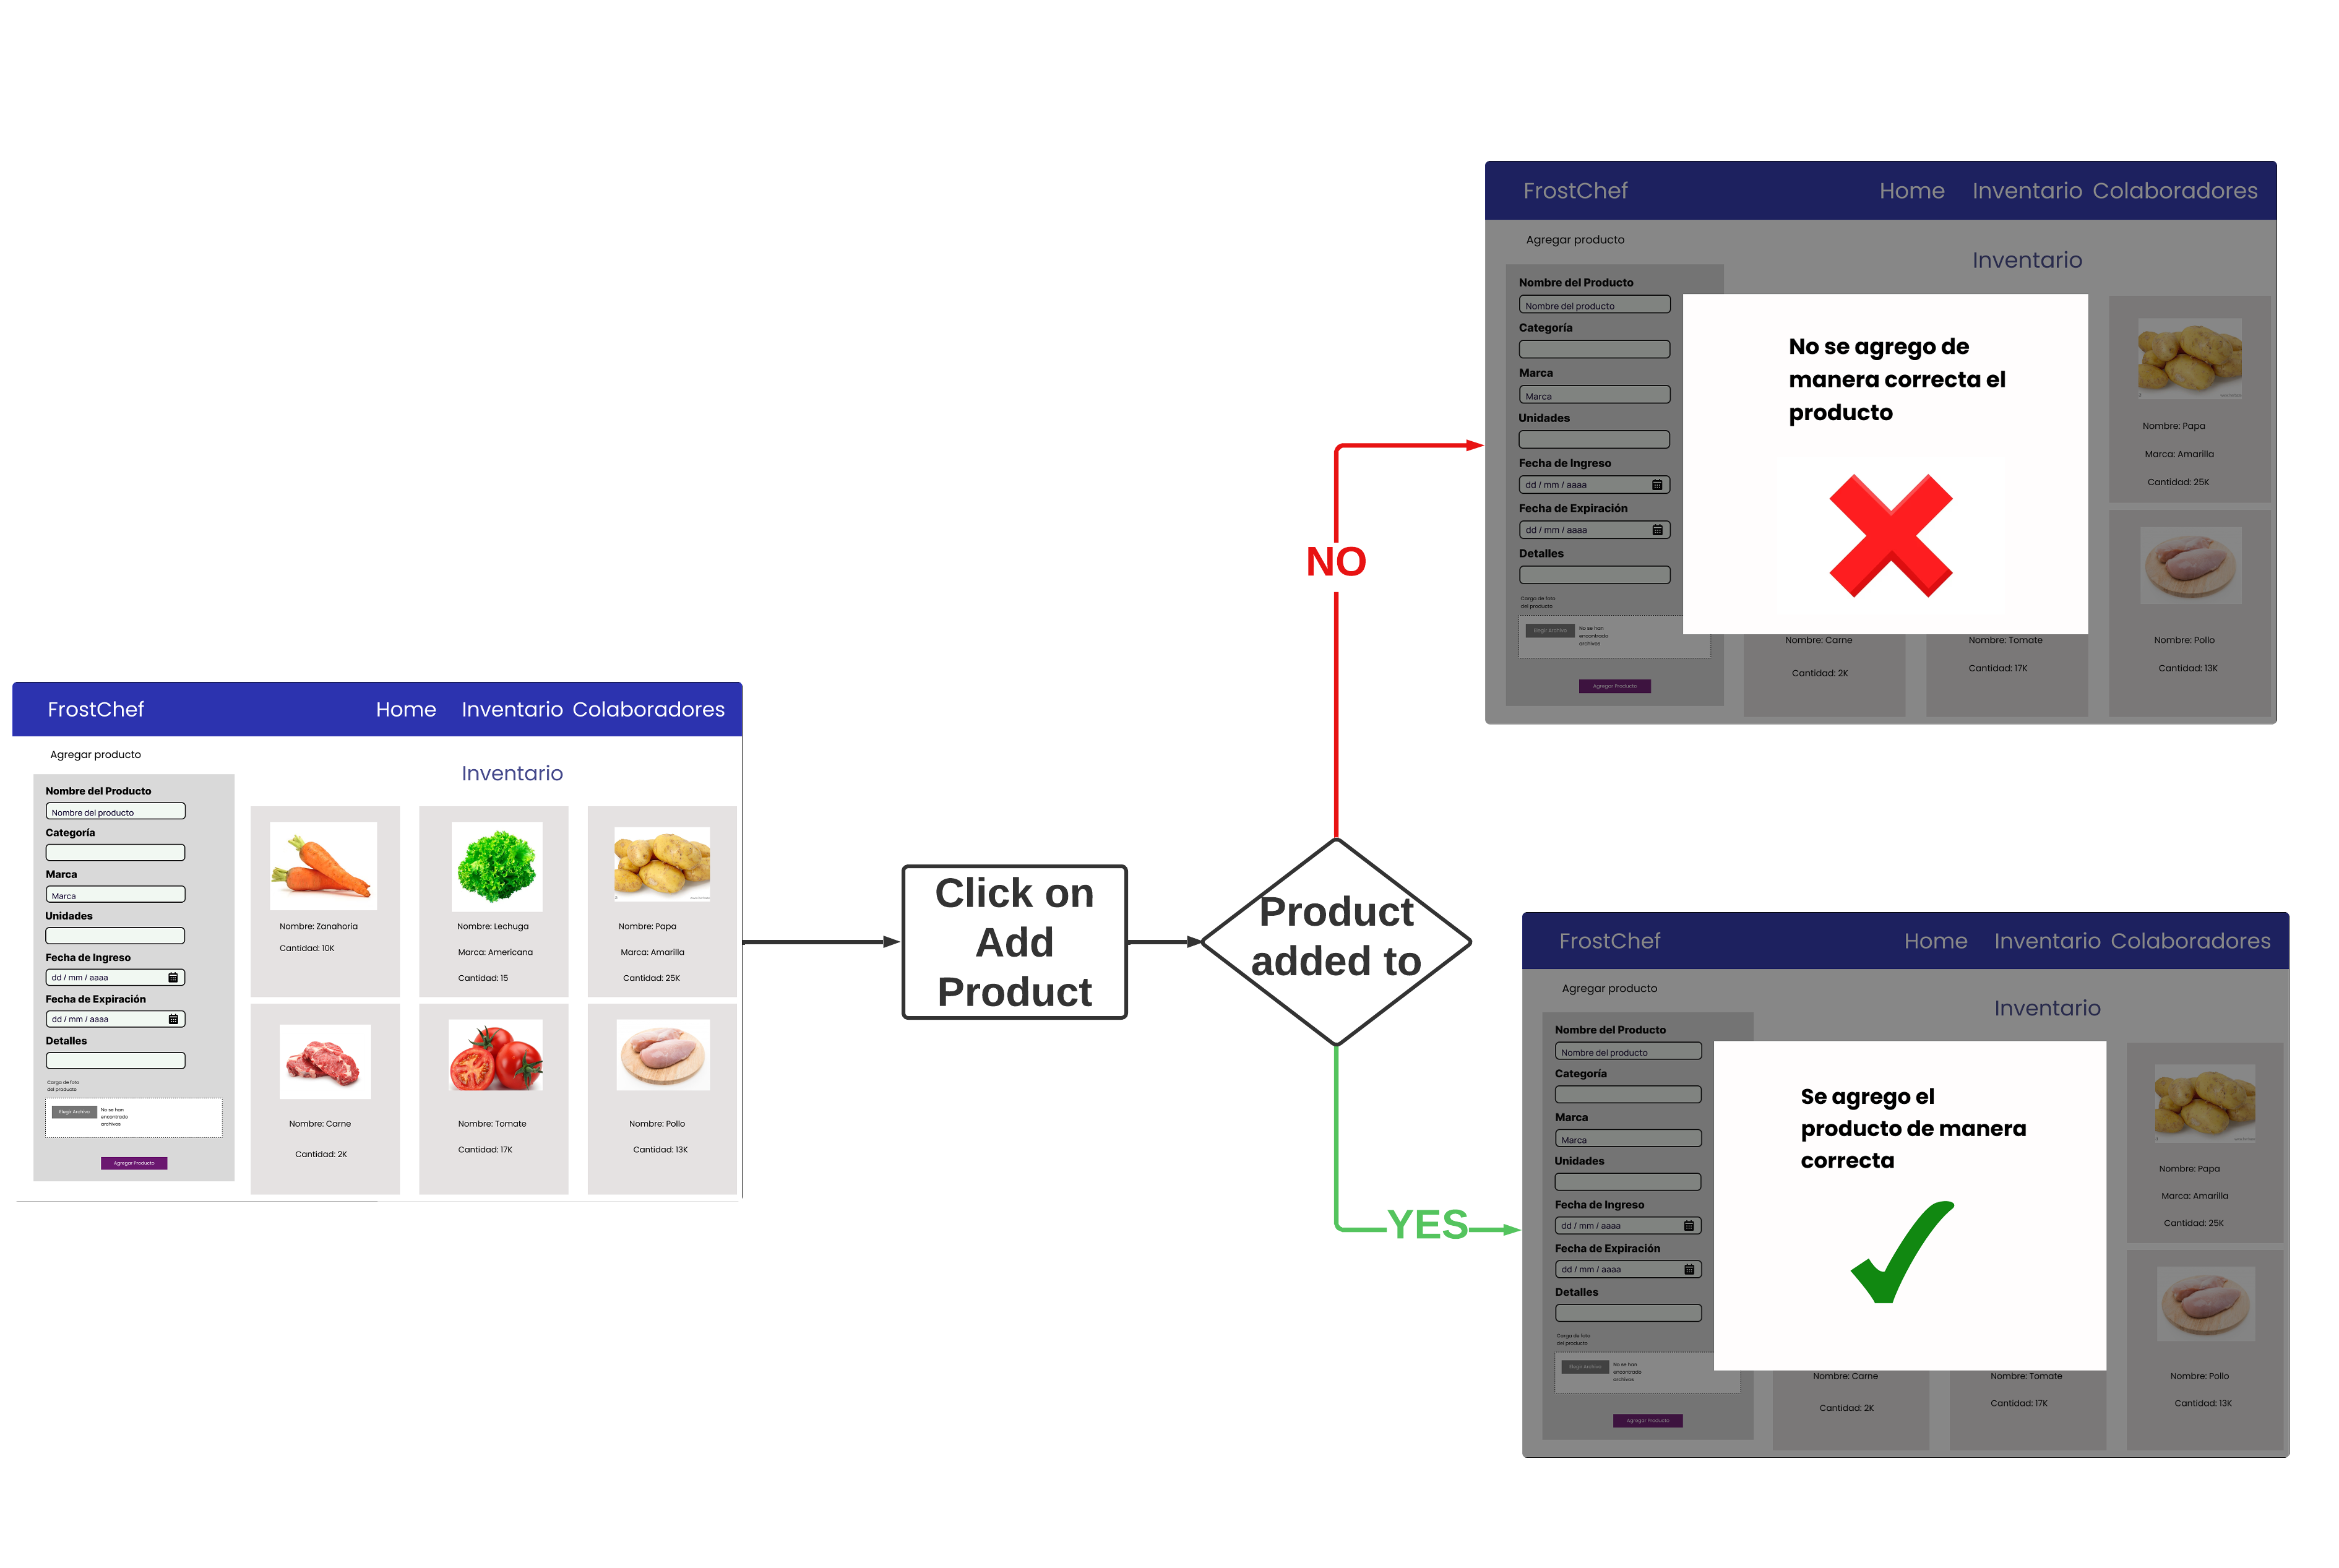 FrostChef
Home Inventario Colaboradores
Agregar producto
Inventario
Nombre del Producto
Nombre del producto
Categoría
Marca
Marca
Unidades
Fecha de Ingreso
dd / mm / aaaa
Fecha de Expiración
dd / mm / aaaa
Detalles
Carga de foto
del producto
Elegir Archivo
No se han
encontrado
archivos
Agregar Producto
Nombre: Zanahoria
Cantidad: 10K
Nombre: Lechuga
Marca: Americana
Cantidad: 15
Nombre: Papa
Marca: Amarilla
Cantidad: 25K
Nombre: Carne
Cantidad: 2K
Nombre: Tomate
Cantidad: 17K
Nombre: Pollo
Cantidad: 13K
Click on
Add
Product
Product
added to
NO
YES
FrostChef
Home Inventario Colaboradores
Agregar producto
Inventario
Nombre del Producto
Nombre del producto
Categoría
Marca
Marca
Unidades
Fecha de Ingreso
dd / mm / aaaa
Fecha de Expiración
dd / mm / aaaa
Detalles
Carga de foto
del producto
Elegir Archivo
No se han
encontrado
archivos
Agregar Producto
No se agrego de
manera correcta el
producto
Nombre: Papa
Marca: Amarilla
Cantidad: 25K
Nombre: Carne
Cantidad: 2K
Nombre: Tomate
Cantidad: 17K
Nombre: Pollo
Cantidad: 13K
FrostChef
Home Inventario Colaboradores
Agregar producto
Inventario
Nombre del Producto
Nombre del producto
Categoría
Marca
Marca
Unidades
Fecha de Ingreso
dd / mm / aaaa
Fecha de Expiración
dd / mm / aaaa
Detalles
Carga de foto
del producto
Elegir Archivo
No se han
encontrado
archivos
Agregar Producto
Se agrego el
producto de manera
correcta
Nombre: Papa
Marca: Amarilla
Cantidad: 25K
Nombre: Carne
Cantidad: 2K
Nombre: Tomate
Cantidad: 17K
Nombre: Pollo
Cantidad: 13K